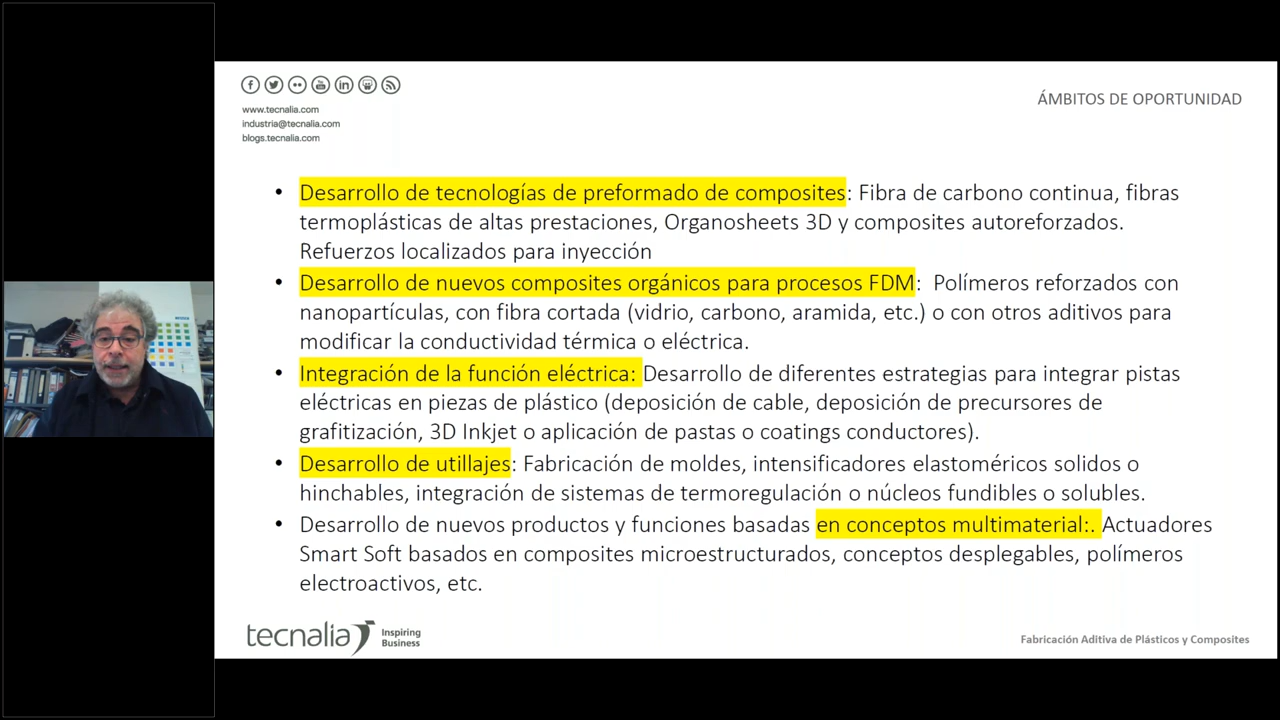 www.tecnalia.com
industria@tecnalia.com
blogs.tecnalia.com
ÁMBITOS DE OPORTUNIDAD
• Desarrollo de tecnologías de preformado de composites: Fibra de carbono continua, fibras
termoplásticas de altas prestaciones, Organosheets 3D y composites autoreforzados.
Refuerzos localizados para inyección
• Desarrollo de nuevos composites orgánicos para procesos FDM: Polímeros reforzados con
nanopartículas, con fibra cortada (vidrio, carbono, aramida, etc.) o con otros aditivos para
modificar la conductividad térmica o eléctrica.
• Integración de la función eléctrica: Desarrollo de diferentes estrategias para integrar pistas
eléctricas en piezas de plástico (deposición de cable, deposición de precursores de
grafitización, 3D Inkjet o aplicación de pastas o coatings conductores).
• Desarrollo de utillajes: Fabricación de moldes, intensificadores elastoméricos solidos o
hinchables, integración de sistemas de termoregulación o núcleos fundibles o solubles.
• Desarrollo de nuevos productos y funciones basadas en conceptos multimaterial:. Actuadores
Smart Soft basados en composites microestructurados, conceptos desplegables, polímeros
electroactivos, etc.
tecnalia Inspiring
Business
Fabricación Aditiva de Plásticos y Composites